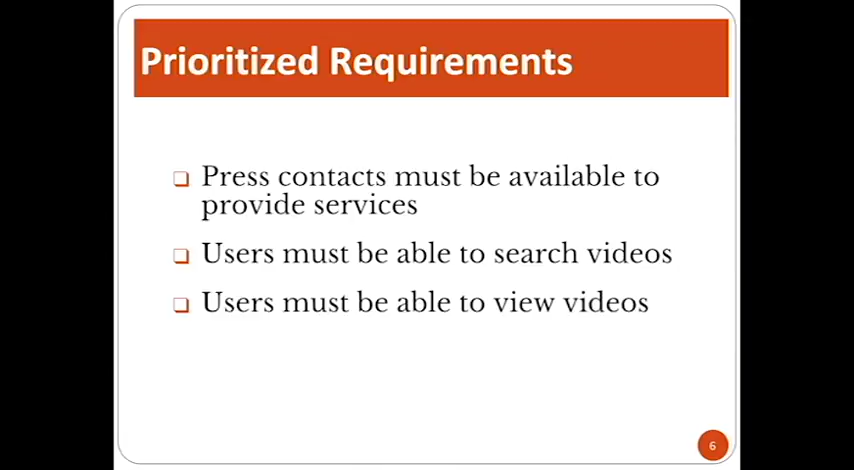 Prioritized Requirements
Press contacts must be available to
provide services
Users must be able to search videos
Users must be able to view videos
6